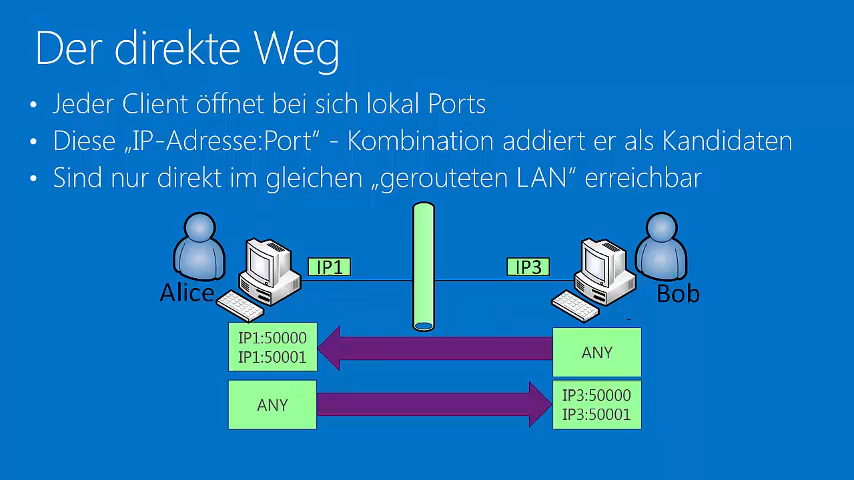 Der direkte Weg
• Jeder Client öffnet bei sich lokal Ports
• Diese „IP-Adresse:Port“ - Kombination addiert er als Kandidaten
• Sind nur direkt im gleichen „gerouteten LAN“ erreichbar
IP1
IP3
Alice
Bob
IP1:50000
IP1:50001
ANY
ANY
IP3:50000
IP3:50001